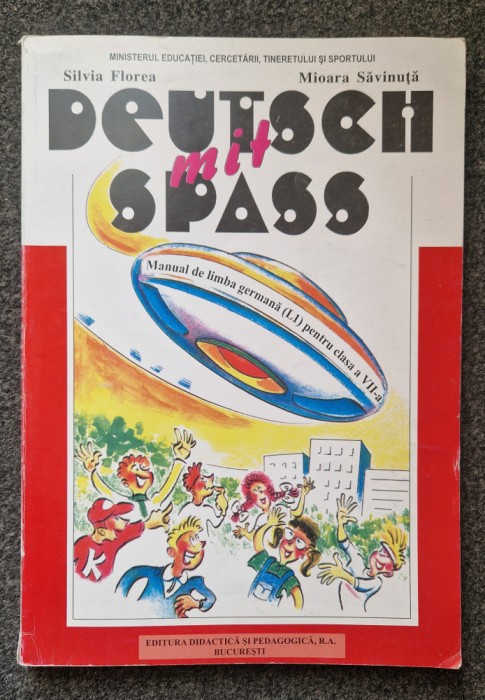 MINISTERUL EDUCAȚIEI, CERCETĂRII, TINERETULUI ȘI SPORTULUI
Silvia Florea Mioara Săvinuță
DEUTSCH
mit
SPASS
Manual de limba germană (L1) pentru clasa a VII-a
K
EDITURA DIDACTICĂ ȘI PEDAGOGICĂ, R.A.
BUCUREȘTI